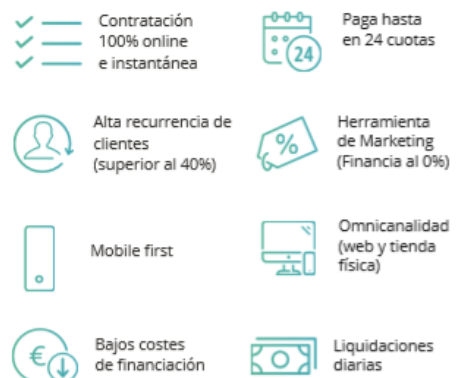 Contratación
100% online
e instantánea
24
Paga hasta
en 24 cuotas
Alta recurrencia de
clientes
(superior al 40%)
%
Herramienta
de Marketing
(Financia al 0%)
Mobile first
Omnicanalidad
(web y tienda
física)
€
Bajos costes
de financiación
Liquidaciones
diarias